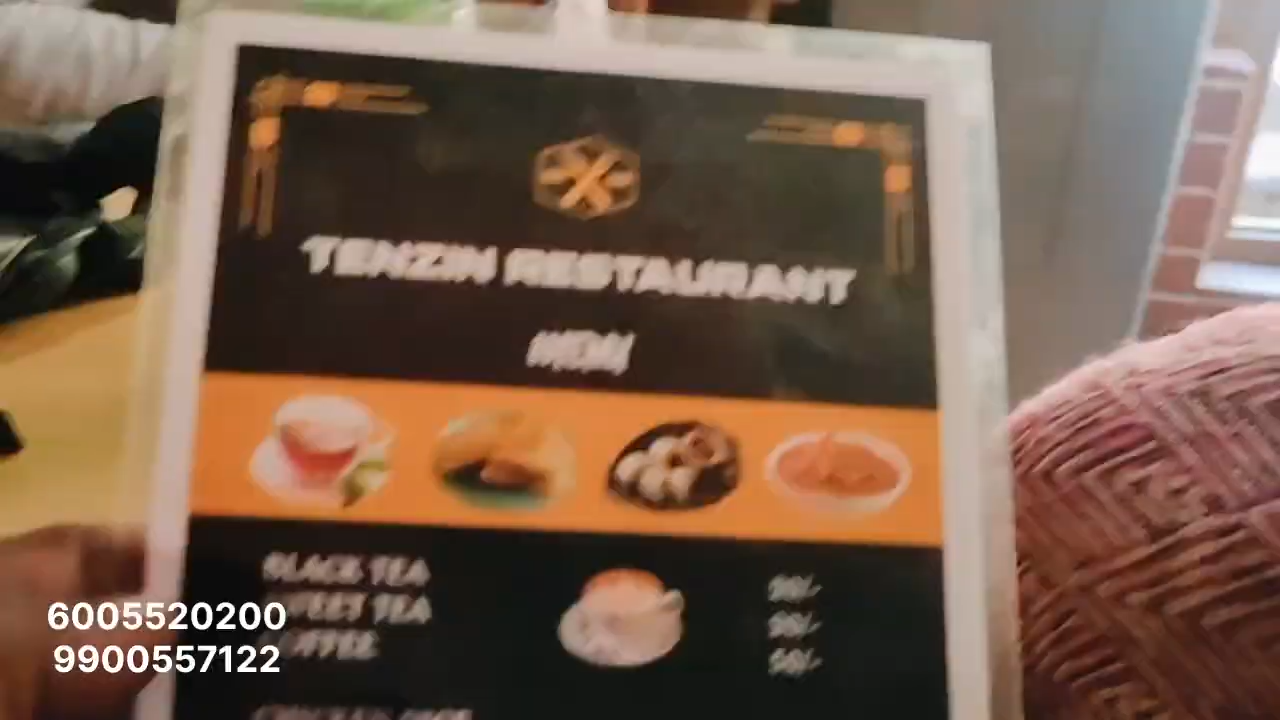 TENZIN RESTAURANT
MENU
BLACK TEA
SWEET TEA
COFFEE
6005520200
9900557122